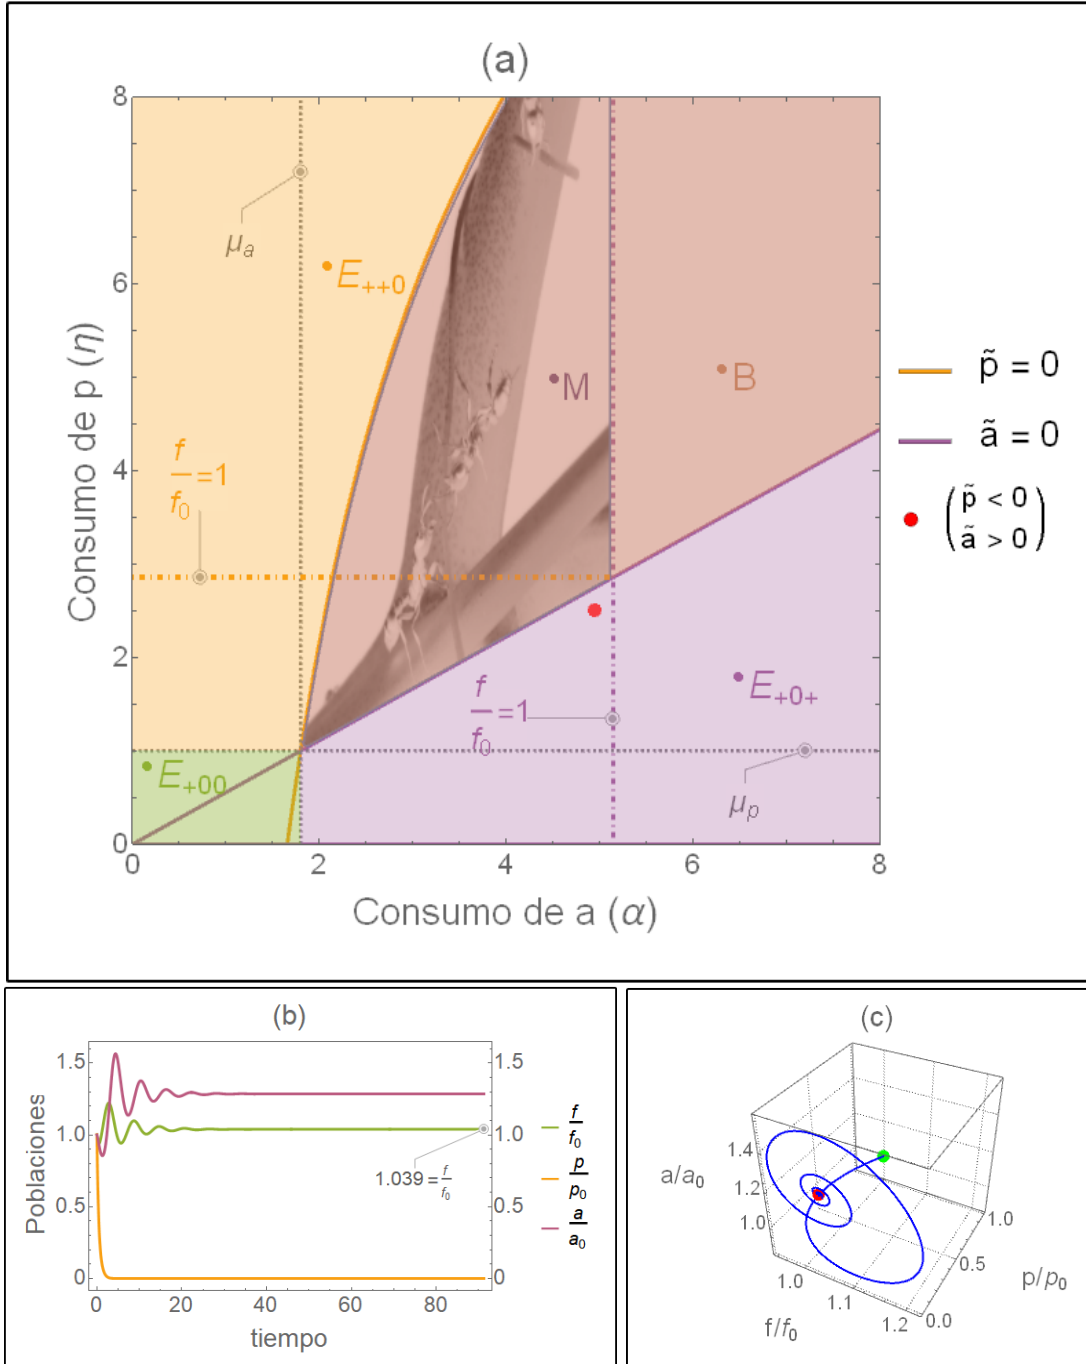 (a)
8
6
4
2
0
0 2 4 6 8
Consumo de p (η)
Consumo de a (α)
μₐ
E₊₊₀
M
B
f/f₀=1
f/f₀=1
E₊₀₊
E₊₀₀
μₚ
p̃ = 0
ã = 0
(p̃ < 0
ã > 0)
(b)
Poblaciones
1.5
1.0
0.5
0
1.5
1.0
0.5
0
0 20 40 60 80
tiempo
1.039 = f/f₀
f/f₀
p/p₀
a/a₀
(c)
a/a₀
1.4
1.2
1.0
1.0
1.1
1.2
f/f₀
0.0
0.5
1.0
p/p₀